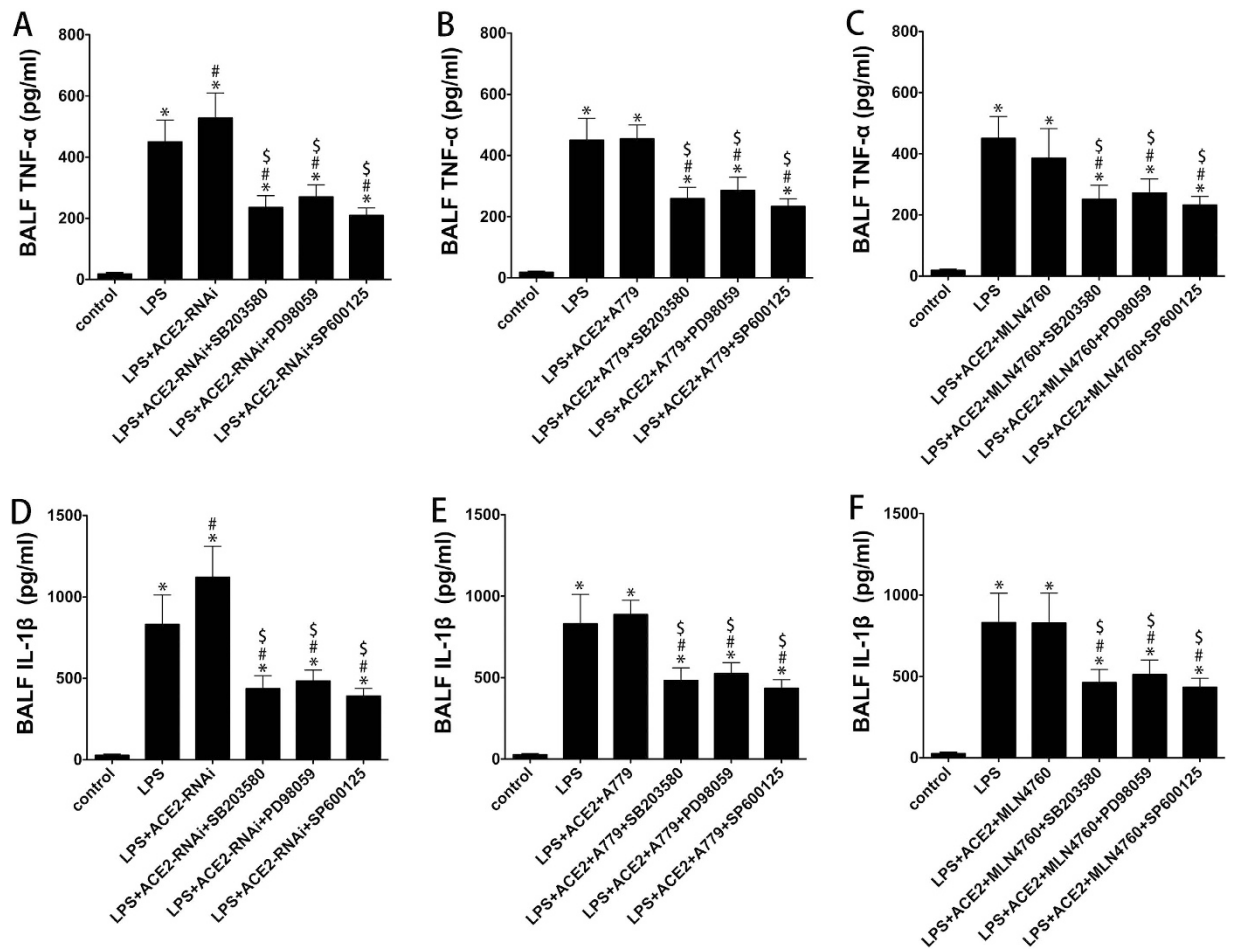 A
BALF TNF-α (pg/ml)
800
600
400
200
0
*
#
*
$
#
*
$
#
*
$
#
*
control
LPS
LPS+ACE2-RNAi
LPS+ACE2-RNAi+SB203580
LPS+ACE2-RNAi+PD98059
LPS+ACE2-RNAi+SP600125
B
BALF TNF-α (pg/ml)
800
600
400
200
0
*
*
$
#
*
$
#
*
$
#
*
control
LPS
LPS+ACE2+A779
LPS+ACE2+A779+SB203580
LPS+ACE2+A779+PD98059
LPS+ACE2+A779+SP600125
C
BALF TNF-α (pg/ml)
800
600
400
200
0
*
*
$
#
*
$
#
*
$
#
*
control
LPS
LPS+ACE2+MLN4760
LPS+ACE2+MLN4760+SB203580
LPS+ACE2+MLN4760+PD98059
LPS+ACE2+MLN4760+SP600125
D
BALF IL-1β (pg/ml)
1500
1000
500
0
*
#
*
$
#
*
$
#
*
$
#
*
control
LPS
LPS+ACE2-RNAi
LPS+ACE2-RNAi+SB203580
LPS+ACE2-RNAi+PD98059
LPS+ACE2-RNAi+SP600125
E
BALF IL-1β (pg/ml)
1500
1000
500
0
*
*
$
#
*
$
#
*
$
#
*
control
LPS
LPS+ACE2+A779
LPS+ACE2+A779+SB203580
LPS+ACE2+A779+PD98059
LPS+ACE2+A779+SP600125
F
BALF IL-1β (pg/ml)
1500
1000
500
0
*
*
$
#
*
$
#
*
$
#
*
control
LPS
LPS+ACE2+MLN4760
LPS+ACE2+MLN4760+SB203580
LPS+ACE2+MLN4760+PD98059
LPS+ACE2+MLN4760+SP600125